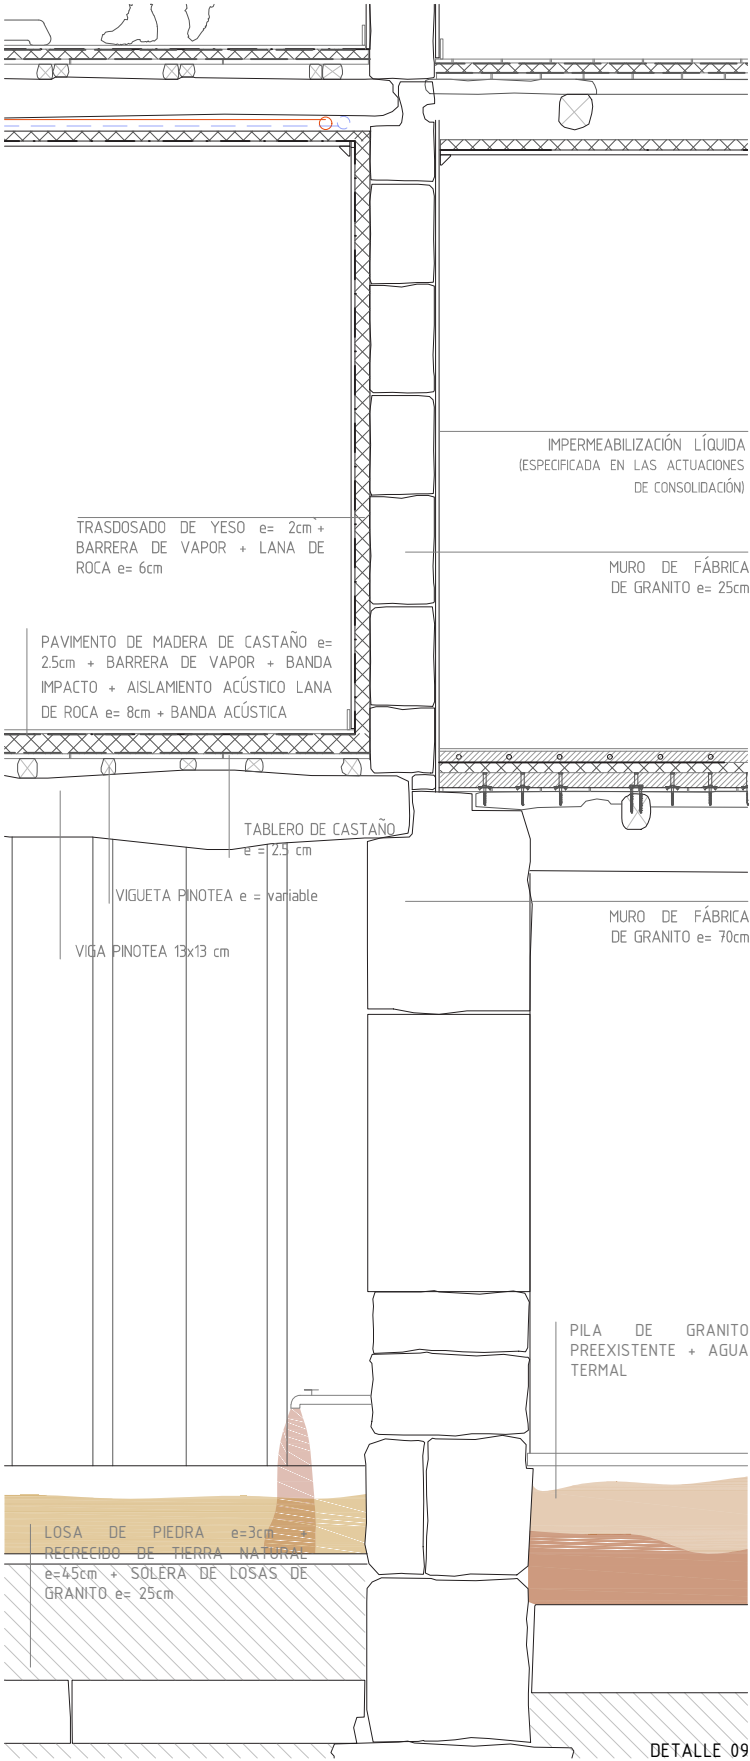 IMPERMEABILIZACIÓN LÍQUIDA
(ESPECIFICADA EN LAS ACTUACIONES
DE CONSOLIDACIÓN)
TRASDOSADO DE YESO e= 2cm +
BARRERA DE VAPOR + LANA DE
ROCA e= 6cm
MURO DE FÁBRICA
DE GRANITO e= 25cm
PAVIMENTO DE MADERA DE CASTAÑO e=
2.5cm + BARRERA DE VAPOR + BANDA
IMPACTO + AISLAMIENTO ACÚSTICO LANA
DE ROCA e= 8cm + BANDA ACÚSTICA
TABLERO DE CASTAÑO
e = 2.5 cm
VIGUETA PINOTEA e = variable
MURO DE FÁBRICA
DE GRANITO e= 70cm
VIGA PINOTEA 13x13 cm
PILA DE GRANITO
PREEXISTENTE + AGUA
TERMAL
LOSA DE PIEDRA e=3cm +
RECRECIDO DE TIERRA NATURAL
e=45cm + SOLERA DE LOSAS DE
GRANITO e= 25cm
DETALLE 09